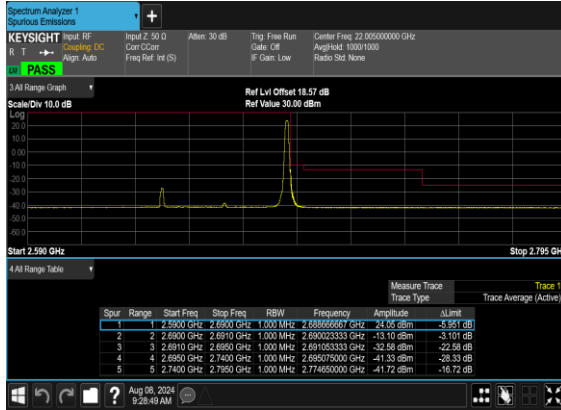 Spectrum Analyzer 1
Spurious Emissions
+
KEYSIGHT Input: RF Input Z: 50 Ω Atten: 30 dB Trig: Free Run Center Freq: 22.005000000 GHz
R T Coupling: DC Corr CCorr Gate: Off Avg|Hold: 1000/1000
Align: Auto Freq Ref: Int (S) IF Gain: Low Radio Std: None
PASS
3 All Range Graph
Ref Lvl Offset 18.57 dB
Scale/Div 10.0 dB Ref Value 30.00 dBm
Log
20.0
10.0
0.00
-10.0
-20.0
-30.0
-40.0
-50.0
-60.0
Start 2.590 GHz Stop 2.795 GH
4 All Range Table
Measure Trace Trace 1
Trace Type Trace Average (Active)
Spur Range Start Freq Stop Freq RBW Frequency Amplitude ΔLimit
1 1 2.5900 GHz 2.6900 GHz 1.000 MHz 2.688666667 GHz 24.05 dBm -5.951 dB
2 2 2.6900 GHz 2.6910 GHz 1.000 MHz 2.690023333 GHz -13.10 dBm -3.101 dB
3 3 2.6910 GHz 2.6950 GHz 1.000 MHz 2.691053333 GHz -32.58 dBm -22.58 dB
4 4 2.6950 GHz 2.7400 GHz 1.000 MHz 2.695075000 GHz -41.33 dBm -28.33 dB
5 5 2.7400 GHz 2.7950 GHz 1.000 MHz 2.774650000 GHz -41.72 dBm -16.72 dB
? Aug 08, 2024
9:28:49 AM